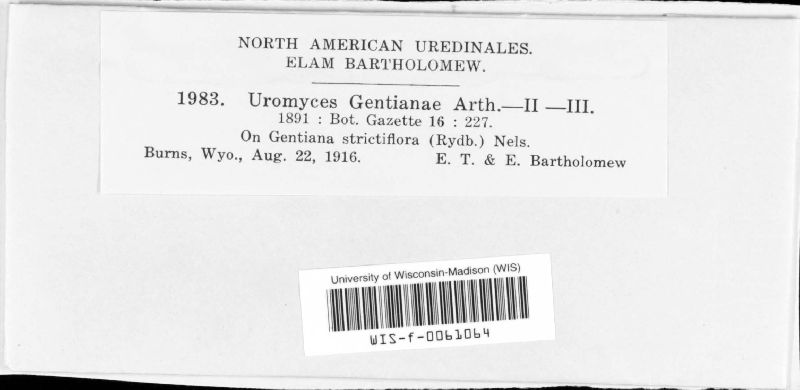 NORTH AMERICAN UREDINALES.
ELAM BARTHOLOMEW.
1983. Uromyces Gentianae Arth.—II —III.
1891 : Bot. Gazette 16 : 227.
On Gentiana strictiflora (Rydb.) Nels.
Burns, Wyo., Aug. 22, 1916. E. T. & E. Bartholomew
University of Wisconsin-Madison (WIS)
WIS-f-0061064